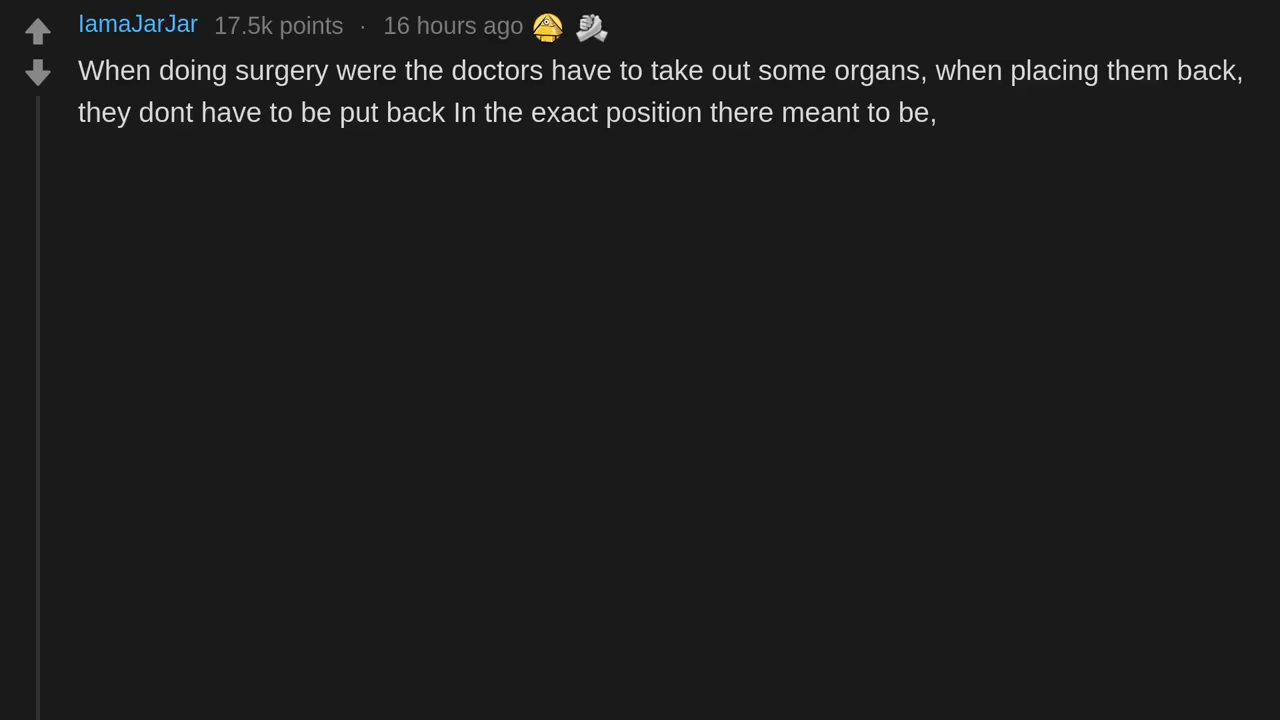 IamaJarJar 17.5k points · 16 hours ago
When doing surgery were the doctors have to take out some organs, when placing them back,
they dont have to be put back In the exact position there meant to be,